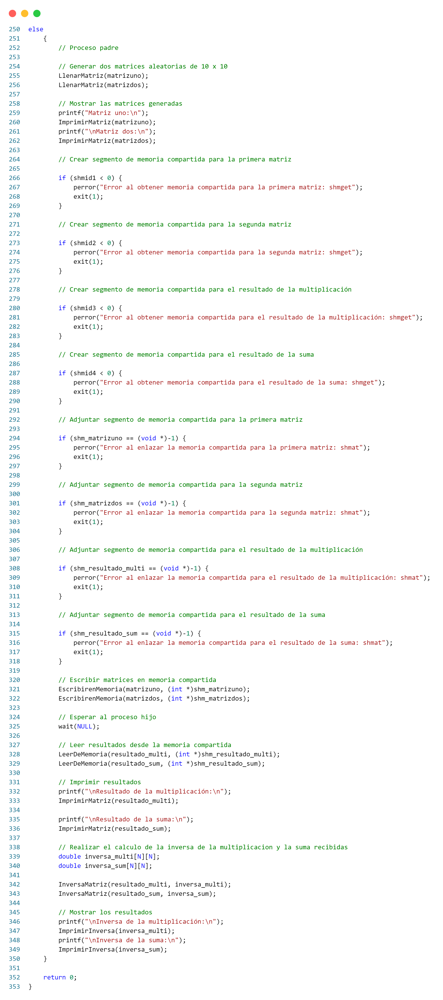 250 else
251     {
252         // Proceso padre
253
254         // Generar dos matrices aleatorias de 10 x 10
255         LlenarMatriz(matrizuno);
256         LlenarMatriz(matrizdos);
257
258         // Mostrar las matrices generadas
259         printf("Matriz uno:\n");
260         ImprimirMatriz(matrizuno);
261         printf("\nMatriz dos:\n");
262         ImprimirMatriz(matrizdos);
263
264         // Crear segmento de memoria compartida para la primera matriz
265
266         if (shmid1 < 0) {
267             perror("Error al obtener memoria compartida para la primera matriz: shmget");
268             exit(1);
269         }
270
271         // Crear segmento de memoria compartida para la segunda matriz
272
273         if (shmid2 < 0) {
274             perror("Error al obtener memoria compartida para la segunda matriz: shmget");
275             exit(1);
276         }
277
278         // Crear segmento de memoria compartida para el resultado de la multiplicación
279
280         if (shmid3 < 0) {
281             perror("Error al obtener memoria compartida para el resultado de la multiplicación: shmget");
282             exit(1);
283         }
284
285         // Crear segmento de memoria compartida para el resultado de la suma
286
287         if (shmid4 < 0) {
288             perror("Error al obtener memoria compartida para el resultado de la suma: shmget");
289             exit(1);
290         }
291
292         // Adjuntar segmento de memoria compartida para la primera matriz
293
294         if (shm_matrizuno == (void *)-1) {
295             perror("Error al enlazar la memoria compartida para la primera matriz: shmat");
296             exit(1);
297         }
298
299         // Adjuntar segmento de memoria compartida para la segunda matriz
300
301         if (shm_matrizdos == (void *)-1) {
302             perror("Error al enlazar la memoria compartida para la segunda matriz: shmat");
303             exit(1);
304         }
305
306         // Adjuntar segmento de memoria compartida para el resultado de la multiplicación
307
308         if (shm_resultado_multi == (void *)-1) {
309             perror("Error al enlazar la memoria compartida para el resultado de la multiplicación: shmat");
310             exit(1);
311         }
312
313         // Adjuntar segmento de memoria compartida para el resultado de la suma
314
315         if (shm_resultado_sum == (void *)-1) {
316             perror("Error al enlazar la memoria compartida para el resultado de la suma: shmat");
317             exit(1);
318         }
319
320         // Escribir matrices en memoria compartida
321         EscribirenMemoria(matrizuno, (int *)shm_matrizuno);
322         EscribirenMemoria(matrizdos, (int *)shm_matrizdos);
323
324         // Esperar al proceso hijo
325         wait(NULL);
326
327         // Leer resultados desde la memoria compartida
328         LeerDeMemoria(resultado_multi, (int *)shm_resultado_multi);
329         LeerDeMemoria(resultado_sum, (int *)shm_resultado_sum);
330
331         // Imprimir resultados
332         printf("\nResultado de la multiplicación:\n");
333         ImprimirMatriz(resultado_multi);
334
335         printf("\nResultado de la suma:\n");
336         ImprimirMatriz(resultado_sum);
337
338         // Realizar el calculo de la inversa de la multiplicacion y la suma recibidas
339         double inversa_multi[N][N];
340         double inversa_sum[N][N];
341
342         InversaMatriz(resultado_multi, inversa_multi);
343         InversaMatriz(resultado_sum, inversa_sum);
344
345         // Mostrar los resultados
346         printf("\nInversa de la multiplicación:\n");
347         ImprimirInversa(inversa_multi);
348         printf("\nInversa de la suma:\n");
349         ImprimirInversa(inversa_sum);
350     }
351
352     return 0;
353 }